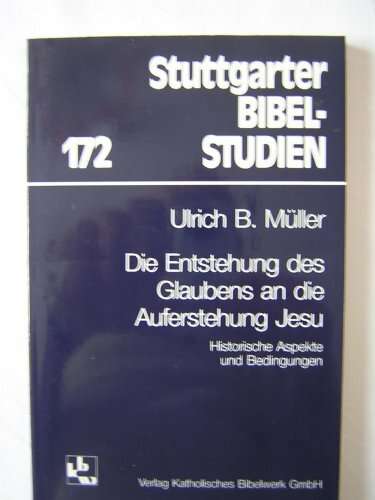 Stuttgarter
BIBEL-
172 STUDIEN
Ulrich B. Müller
Die Entstehung des
Glaubens an die
Auferstehung Jesu
Historische Aspekte
und Bedingungen
bw
Verlag Katholisches Bibelwerk GmbH